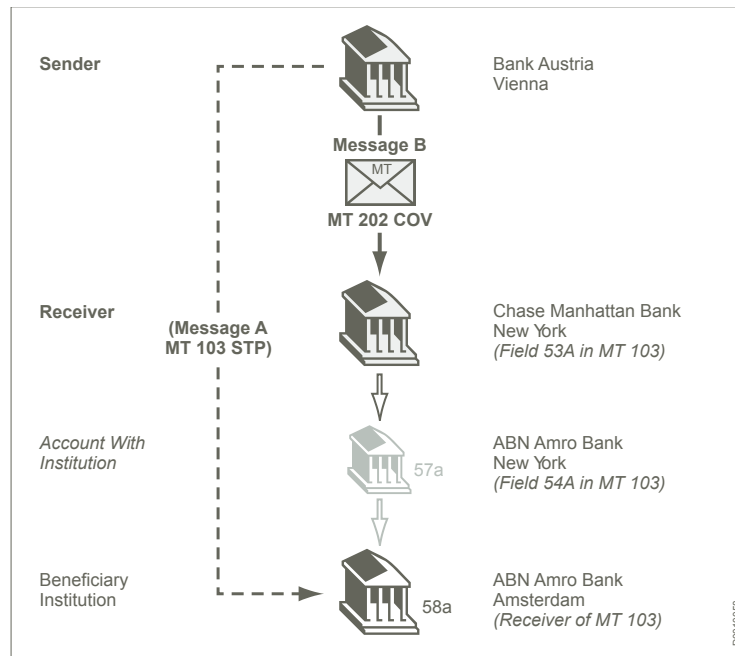 Sender
Bank Austria
Vienna
Message B
MT
MT 202 COV
Receiver
(Message A
MT 103 STP)
Chase Manhattan Bank
New York
(Field 53A in MT 103)
Account With
Institution
57a
ABN Amro Bank
New York
(Field 54A in MT 103)
Beneficiary
Institution
58a
ABN Amro Bank
Amsterdam
(Receiver of MT 103)